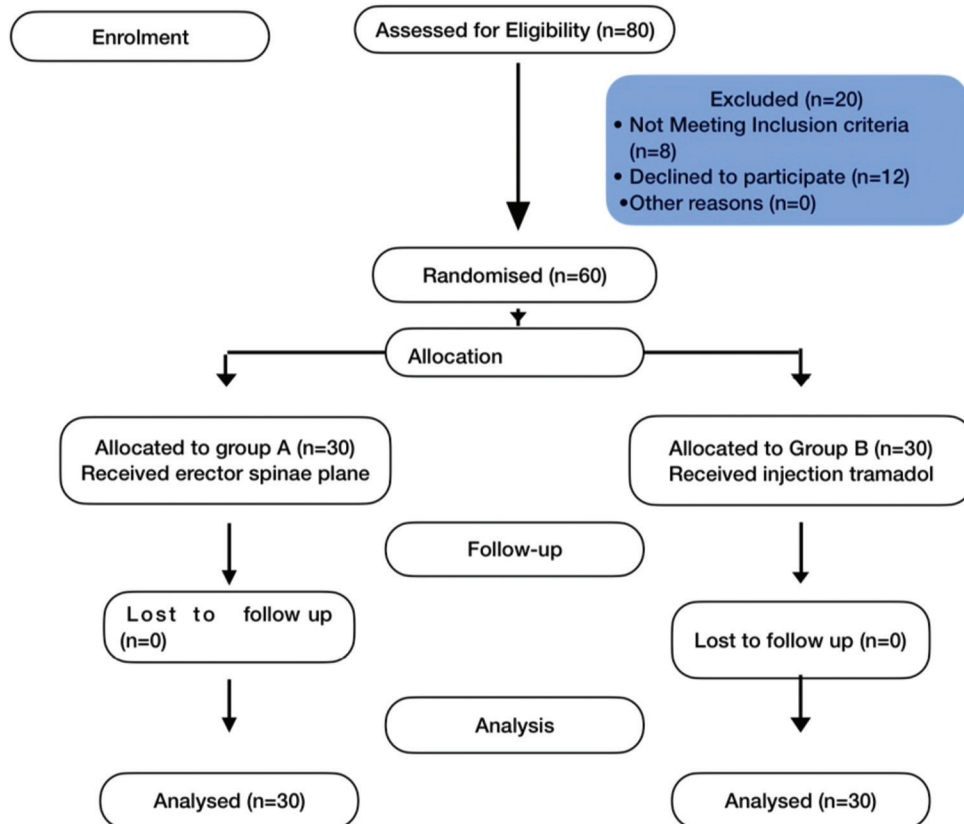 Enrolment
Assessed for Eligibility (n=80)
Excluded (n=20)
• Not Meeting Inclusion criteria
(n=8)
• Declined to participate (n=12)
•Other reasons (n=0)
Randomised (n=60)
Allocation
Allocated to group A (n=30)
Received erector spinae plane
Allocated to Group B (n=30)
Received injection tramadol
Follow-up
Lost to follow up
(n=0)
Lost to follow up (n=0)
Analysis
Analysed (n=30)
Analysed (n=30)